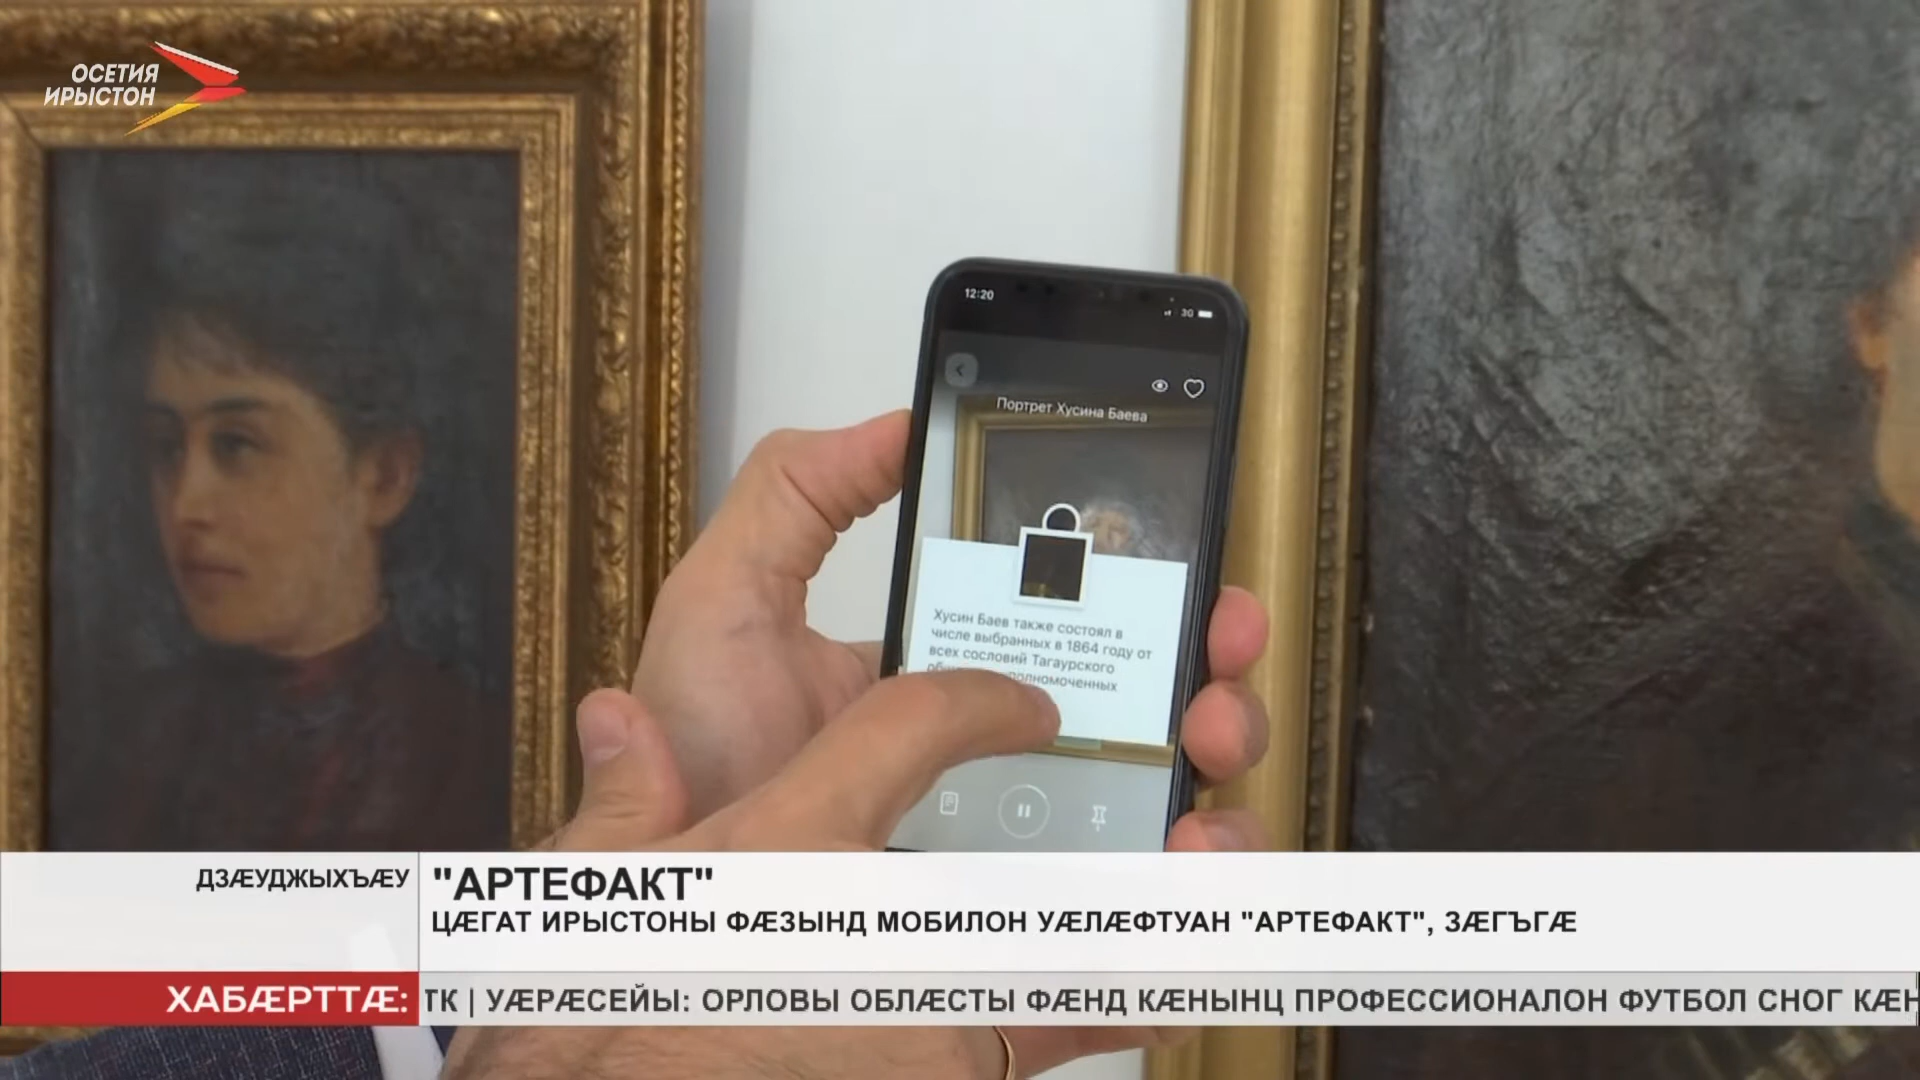 ОСЕТИЯ
ИРЫСТОН
12:20
3G
Портрет Хусина Баева
Хусин Баев также состоял в
числе выбранных в 1864 году от
всех сословий Тагаурского
полномоченных
ДЗÆУДЖЫХЪÆУ
"АРТЕФАКТ"
ЦÆГАТ ИРЫСТОНЫ ФÆЗЫНД МОБИЛОН УÆЛÆФТУАН "АРТЕФАКТ", ЗÆГЪГÆ
ХАБÆРТТÆ:
ТК | УÆРÆСЕЙЫ: ОРЛОВЫ ОБЛÆСТЫ ФÆНД КÆНЫНЦ ПРОФЕССИОНАЛОН ФУТБОЛ СНОГ КÆН